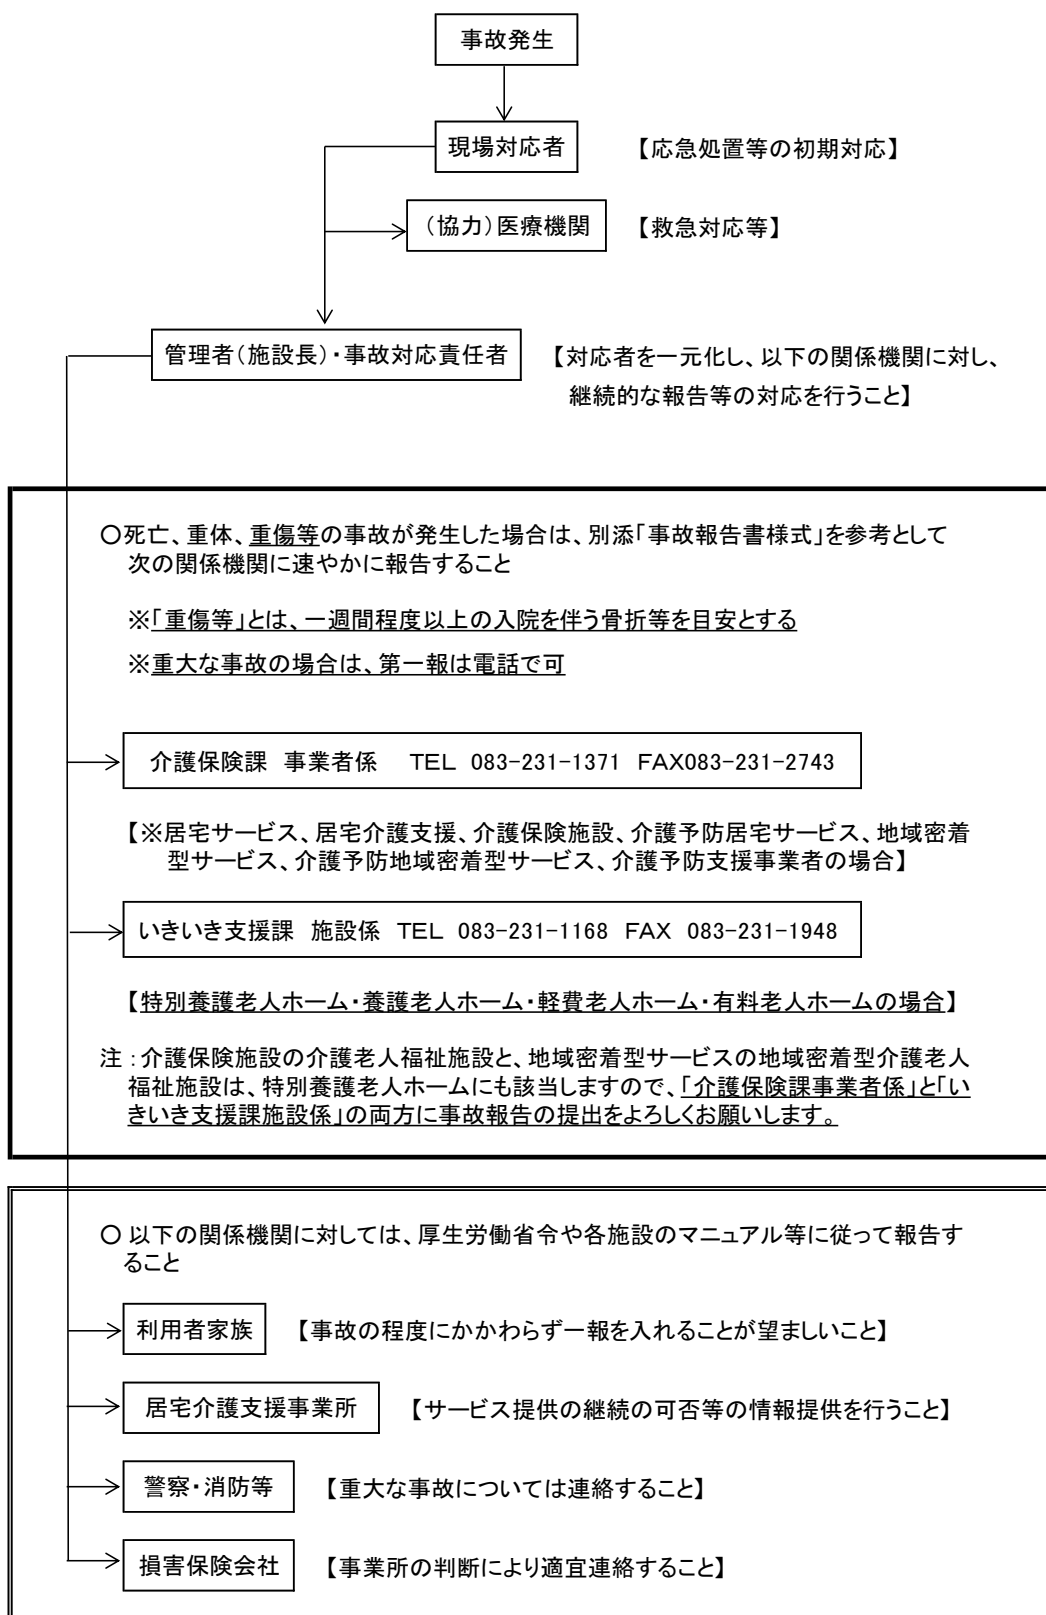 事故発生
現場対応者 【応急処置等の初期対応】
（協力）医療機関 【救急対応等】
管理者（施設長）・事故対応責任者 【対応者を一元化し、以下の関係機関に対し、
継続的な報告等の対応を行うこと】
○死亡、重体、重傷等の事故が発生した場合は、別添「事故報告書様式」を参考として
次の関係機関に速やかに報告すること
※「重傷等」とは、一週間程度以上の入院を伴う骨折等を目安とする
※重大な事故の場合は、第一報は電話で可
介護保険課 事業者係 TEL 083-231-1371 FAX083-231-2743
【※居宅サービス、居宅介護支援、介護保険施設、介護予防居宅サービス、地域密着
型サービス、介護予防地域密着型サービス、介護予防支援事業者の場合】
いきいき支援課 施設係 TEL 083-231-1168 FAX 083-231-1948
【特別養護老人ホーム・養護老人ホーム・軽費老人ホーム・有料老人ホームの場合】
注：介護保険施設の介護老人福祉施設と、地域密着型サービスの地域密着型介護老人
福祉施設は、特別養護老人ホームにも該当しますので、「介護保険課事業者係」と「い
きいき支援課施設係」の両方に事故報告の提出をよろしくお願いします。
○ 以下の関係機関に対しては、厚生労働省令や各施設のマニュアル等に従って報告す
ること
利用者家族 【事故の程度にかかわらず一報を入れることが望ましいこと】
居宅介護支援事業所 【サービス提供の継続の可否等の情報提供を行うこと】
警察・消防等 【重大な事故については連絡すること】
損害保険会社 【事業所の判断により適宜連絡すること】